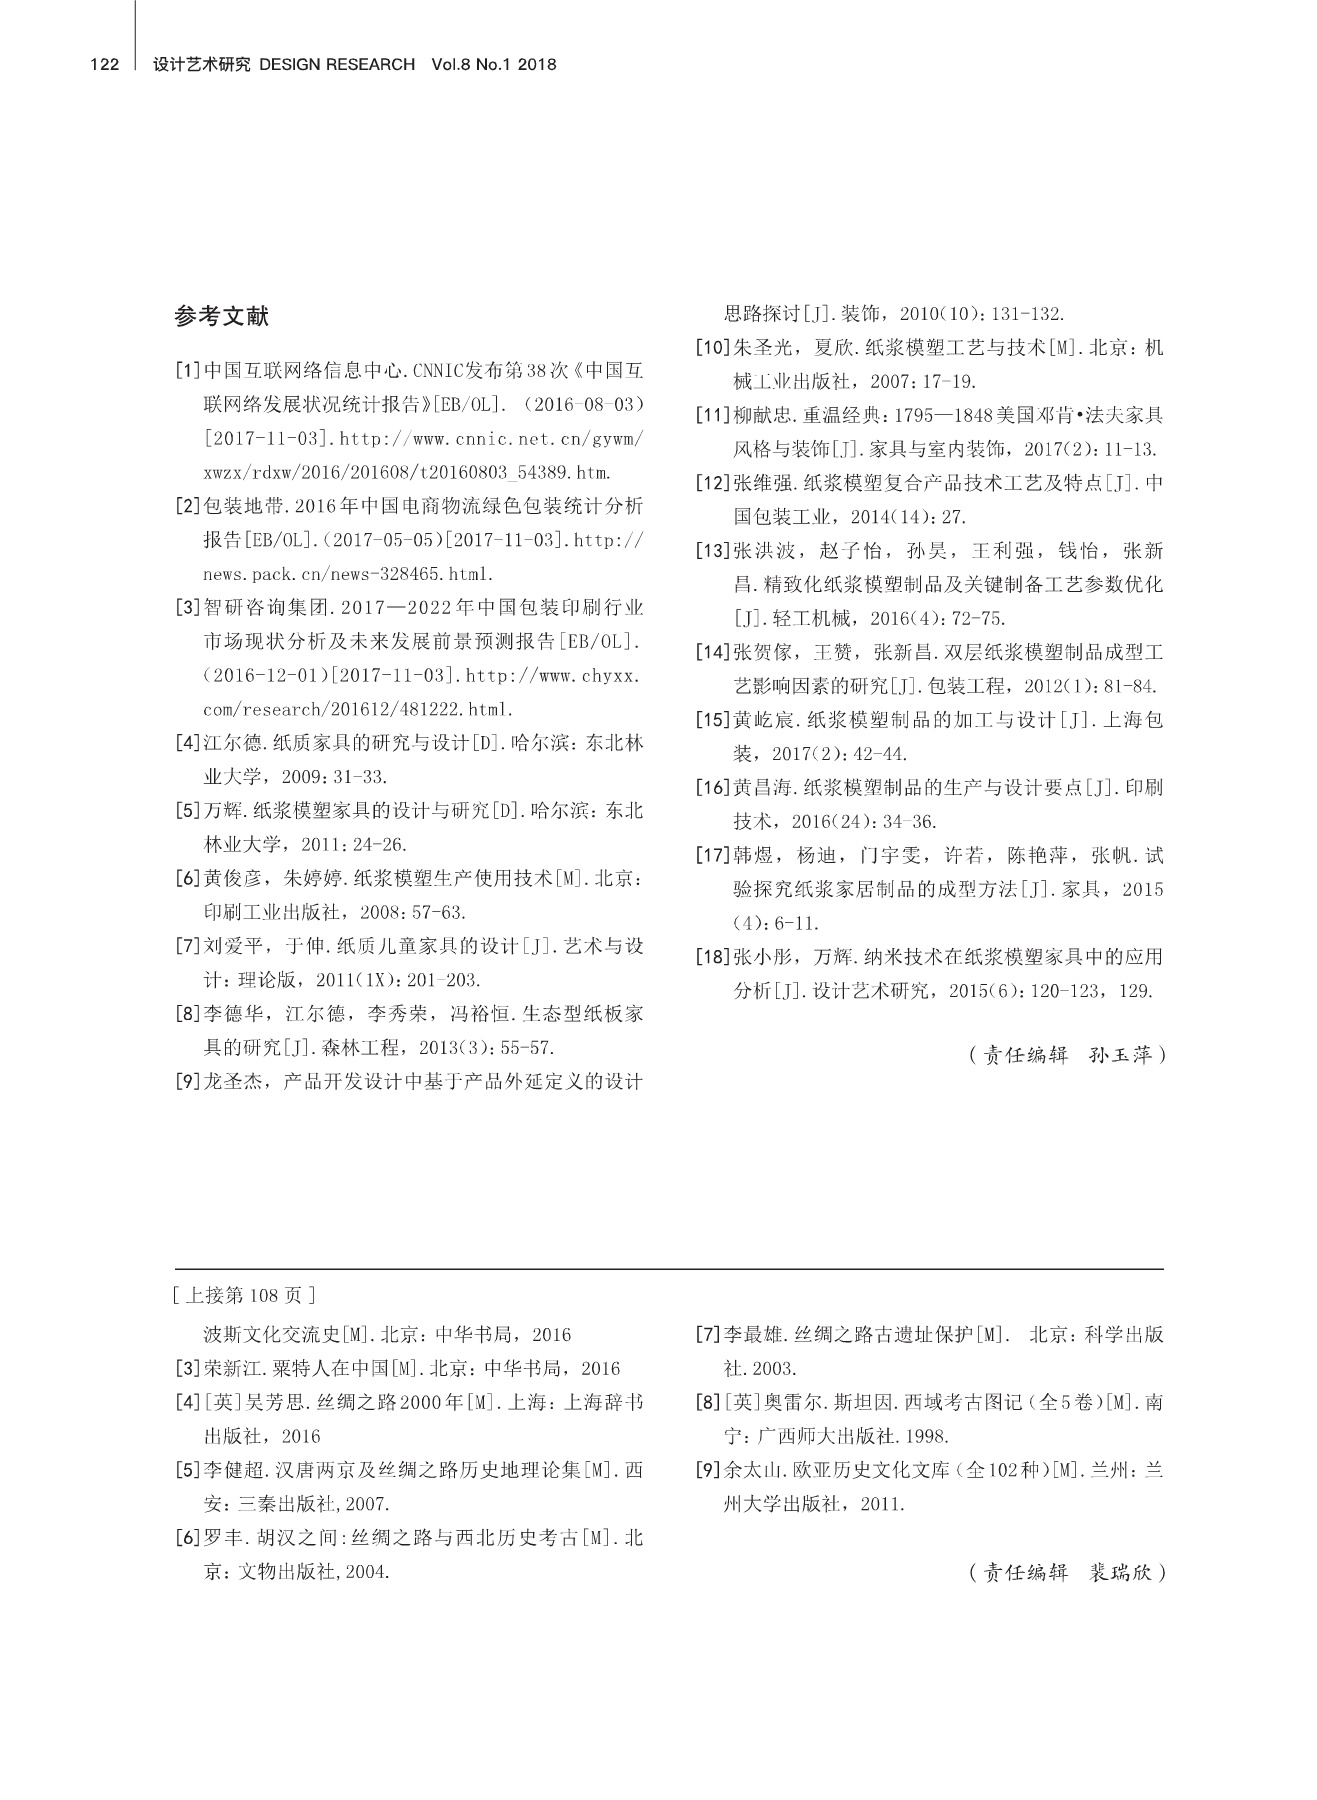 122 设计艺术研究 DESIGN RESEARCH Vol.8 No.1 2018
参考文献
[1]中国互联网络信息中心.CNNIC发布第38次《中国互
联网络发展状况统计报告》[EB/OL]. （2016-08-03）
[2017-11-03].http://www.cnnic.net.cn/gywm/
xwzx/rdxw/2016/201608/t20160803_54389.htm.
[2]包装地带.2016年中国电商物流绿色包装统计分析
报告[EB/OL].(2017-05-05)[2017-11-03].http://
news.pack.cn/news-328465.html.
[3]智研咨询集团.2017—2022年中国包装印刷行业
市场现状分析及未来发展前景预测报告[EB/OL].
(2016-12-01)[2017-11-03].http://www.chyxx.
com/research/201612/481222.html.
[4]江尔德.纸质家具的研究与设计[D].哈尔滨：东北林
业大学，2009:31-33.
[5]万辉.纸浆模塑家具的设计与研究[D].哈尔滨：东北
林业大学，2011:24-26.
[6]黄俊彦，朱婷婷.纸浆模塑生产使用技术[M].北京：
印刷工业出版社，2008:57-63.
[7]刘爱平，于伸.纸质儿童家具的设计[J].艺术与设
计：理论版，2011(1X):201-203.
[8]李德华，江尔德，李秀荣，冯裕恒.生态型纸板家
具的研究[J].森林工程，2013(3):55-57.
[9]龙圣杰，产品开发设计中基于产品外延定义的设计
思路探讨[J].装饰，2010(10):131-132.
[10]朱圣光，夏欣.纸浆模塑工艺与技术[M].北京：机
械工业出版社，2007:17-19.
[11]柳献忠.重温经典：1795—1848美国邓肯•法夫家具
风格与装饰[J].家具与室内装饰，2017(2):11-13.
[12]张维强.纸浆模塑复合产品技术工艺及特点[J].中
国包装工业，2014(14):27.
[13]张洪波，赵子怡，孙昊，王利强，钱怡，张新
昌.精致化纸浆模塑制品及关键制备工艺参数优化
[J].轻工机械，2016(4):72-75.
[14]张贺傢，王赞，张新昌.双层纸浆模塑制品成型工
艺影响因素的研究[J].包装工程，2012(1):81-84.
[15]黄屹宸.纸浆模塑制品的加工与设计[J].上海包
装，2017(2):42-44.
[16]黄昌海.纸浆模塑制品的生产与设计要点[J].印刷
技术，2016(24):34-36.
[17]韩煜，杨迪，门宇雯，许若，陈艳萍，张帆.试
验探究纸浆家居制品的成型方法[J].家具，2015
(4):6-11.
[18]张小彤，万辉.纳米技术在纸浆模塑家具中的应用
分析[J].设计艺术研究，2015(6):120-123，129.
（责任编辑 孙玉萍）
[上接第108页]
波斯文化交流史[M].北京：中华书局，2016
[3]荣新江.粟特人在中国[M].北京：中华书局，2016
[4][英]吴芳思.丝绸之路2000年[M].上海：上海辞书
出版社，2016
[5]李健超.汉唐两京及丝绸之路历史地理论集[M].西
安：三秦出版社,2007.
[6]罗丰.胡汉之间:丝绸之路与西北历史考古[M].北
京：文物出版社,2004.
[7]李最雄.丝绸之路古遗址保护[M]. 北京：科学出版
社.2003.
[8][英]奥雷尔.斯坦因.西域考古图记（全5卷）[M].南
宁：广西师大出版社.1998.
[9]余太山.欧亚历史文化文库（全102种）[M].兰州：兰
州大学出版社，2011.
（责任编辑 裴瑞欣）